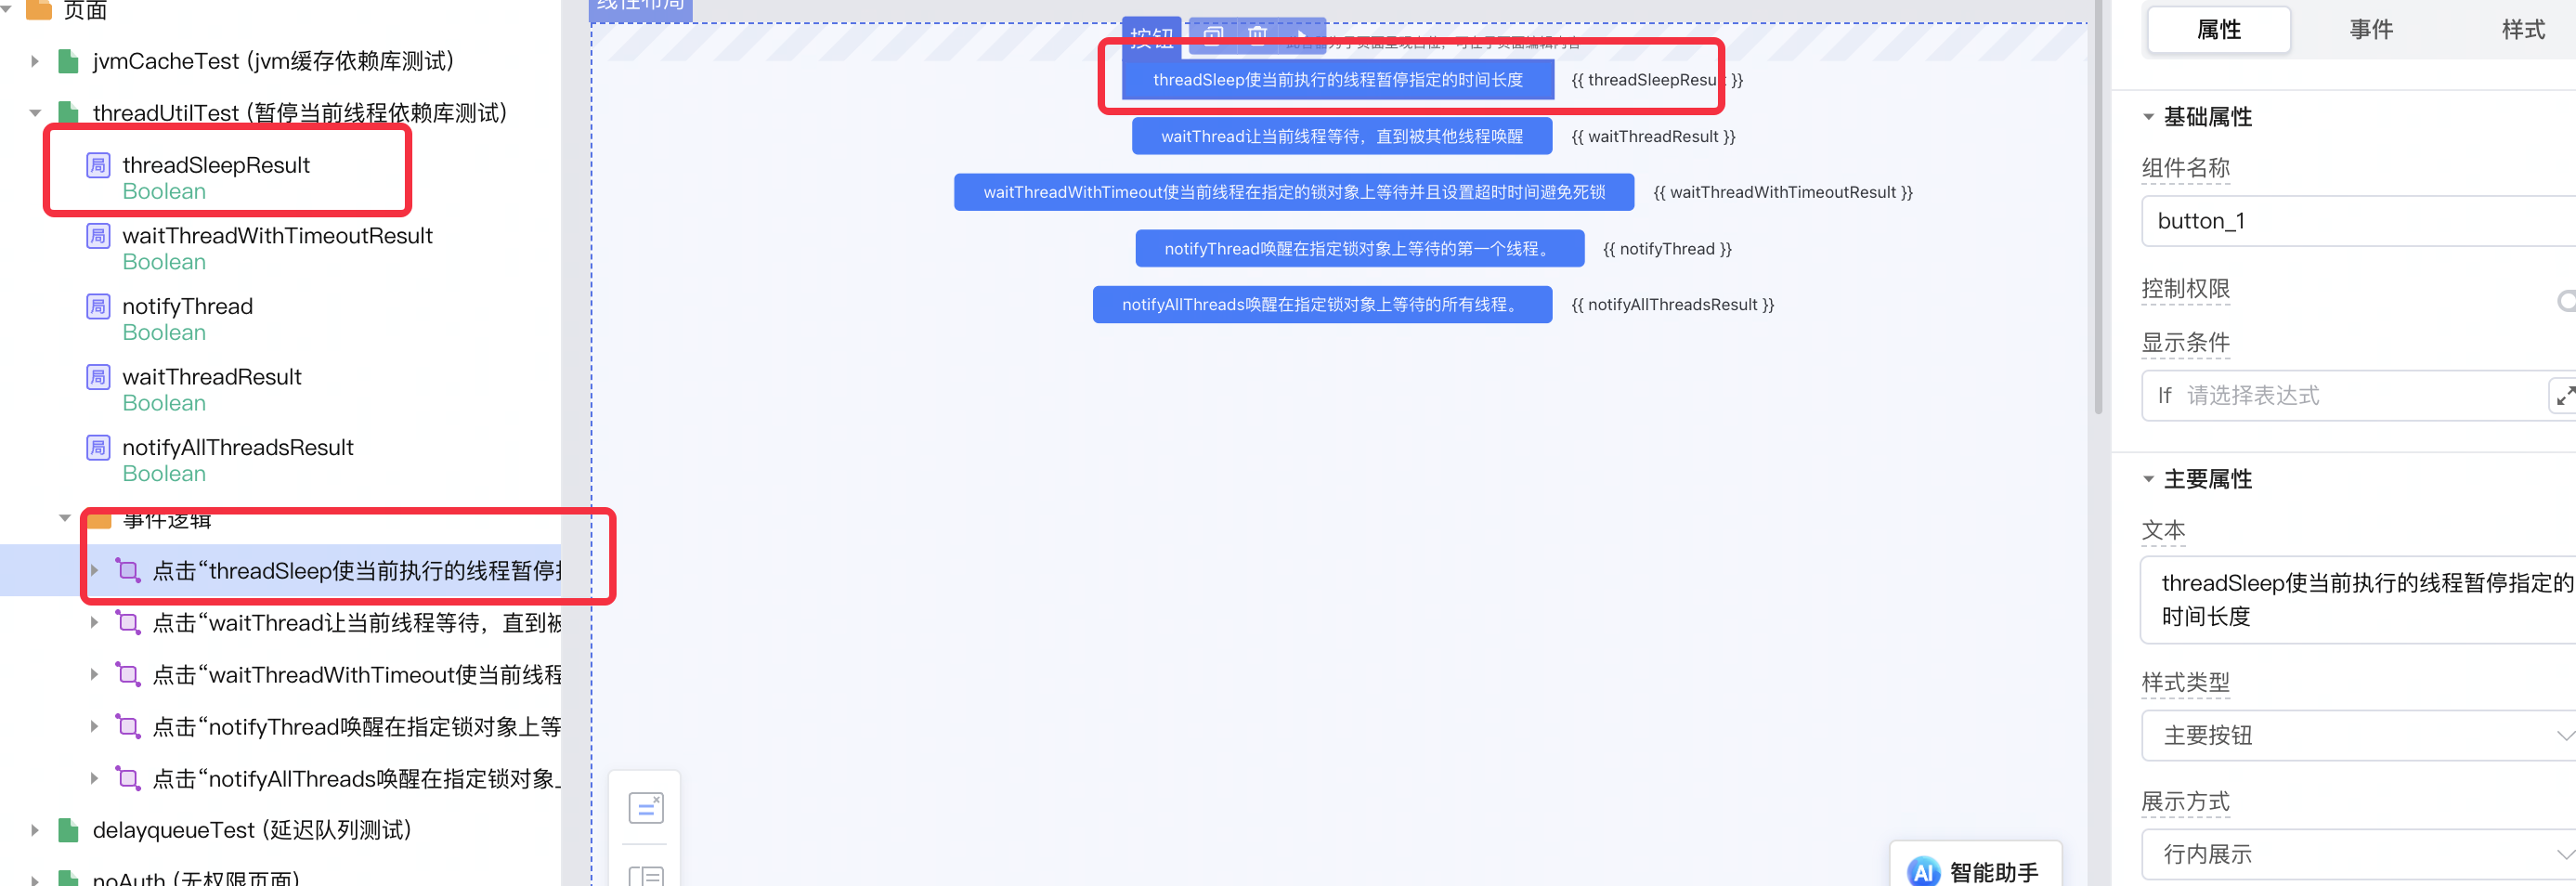 页面
jvmCacheTest (jvm缓存依赖库测试)
threadUtilTest (暂停当前线程依赖库测试)
局 threadSleepResult
Boolean
局 waitThreadWithTimeoutResult
Boolean
局 notifyThread
Boolean
局 waitThreadResult
Boolean
局 notifyAllThreadsResult
Boolean
事件逻辑
点击“threadSleep使当前执行的线程暂停
点击“waitThread让当前线程等待，直到被
点击“waitThreadWithTimeout使当前线程
点击“notifyThread唤醒在指定锁对象上等
点击“notifyAllThreads唤醒在指定锁对象上
delayqueueTest (延迟队列测试)
noAuth (无权限页面)
线性布局
按钮
threadSleep使当前执行的线程暂停指定的时间长度 {{ threadSleepResult }}
waitThread让当前线程等待，直到被其他线程唤醒 {{ waitThreadResult }}
waitThreadWithTimeout使当前线程在指定的锁对象上等待并且设置超时时间避免死锁 {{ waitThreadWithTimeoutResult }}
notifyThread唤醒在指定锁对象上等待的第一个线程。 {{ notifyThread }}
notifyAllThreads唤醒在指定锁对象上等待的所有线程。 {{ notifyAllThreadsResult }}
AI 智能助手
属性 事件 样式
基础属性
组件名称
button_1
控制权限
显示条件
If 请选择表达式
主要属性
文本
threadSleep使当前执行的线程暂停指定的
时间长度
样式类型
主要按钮
展示方式
行内展示